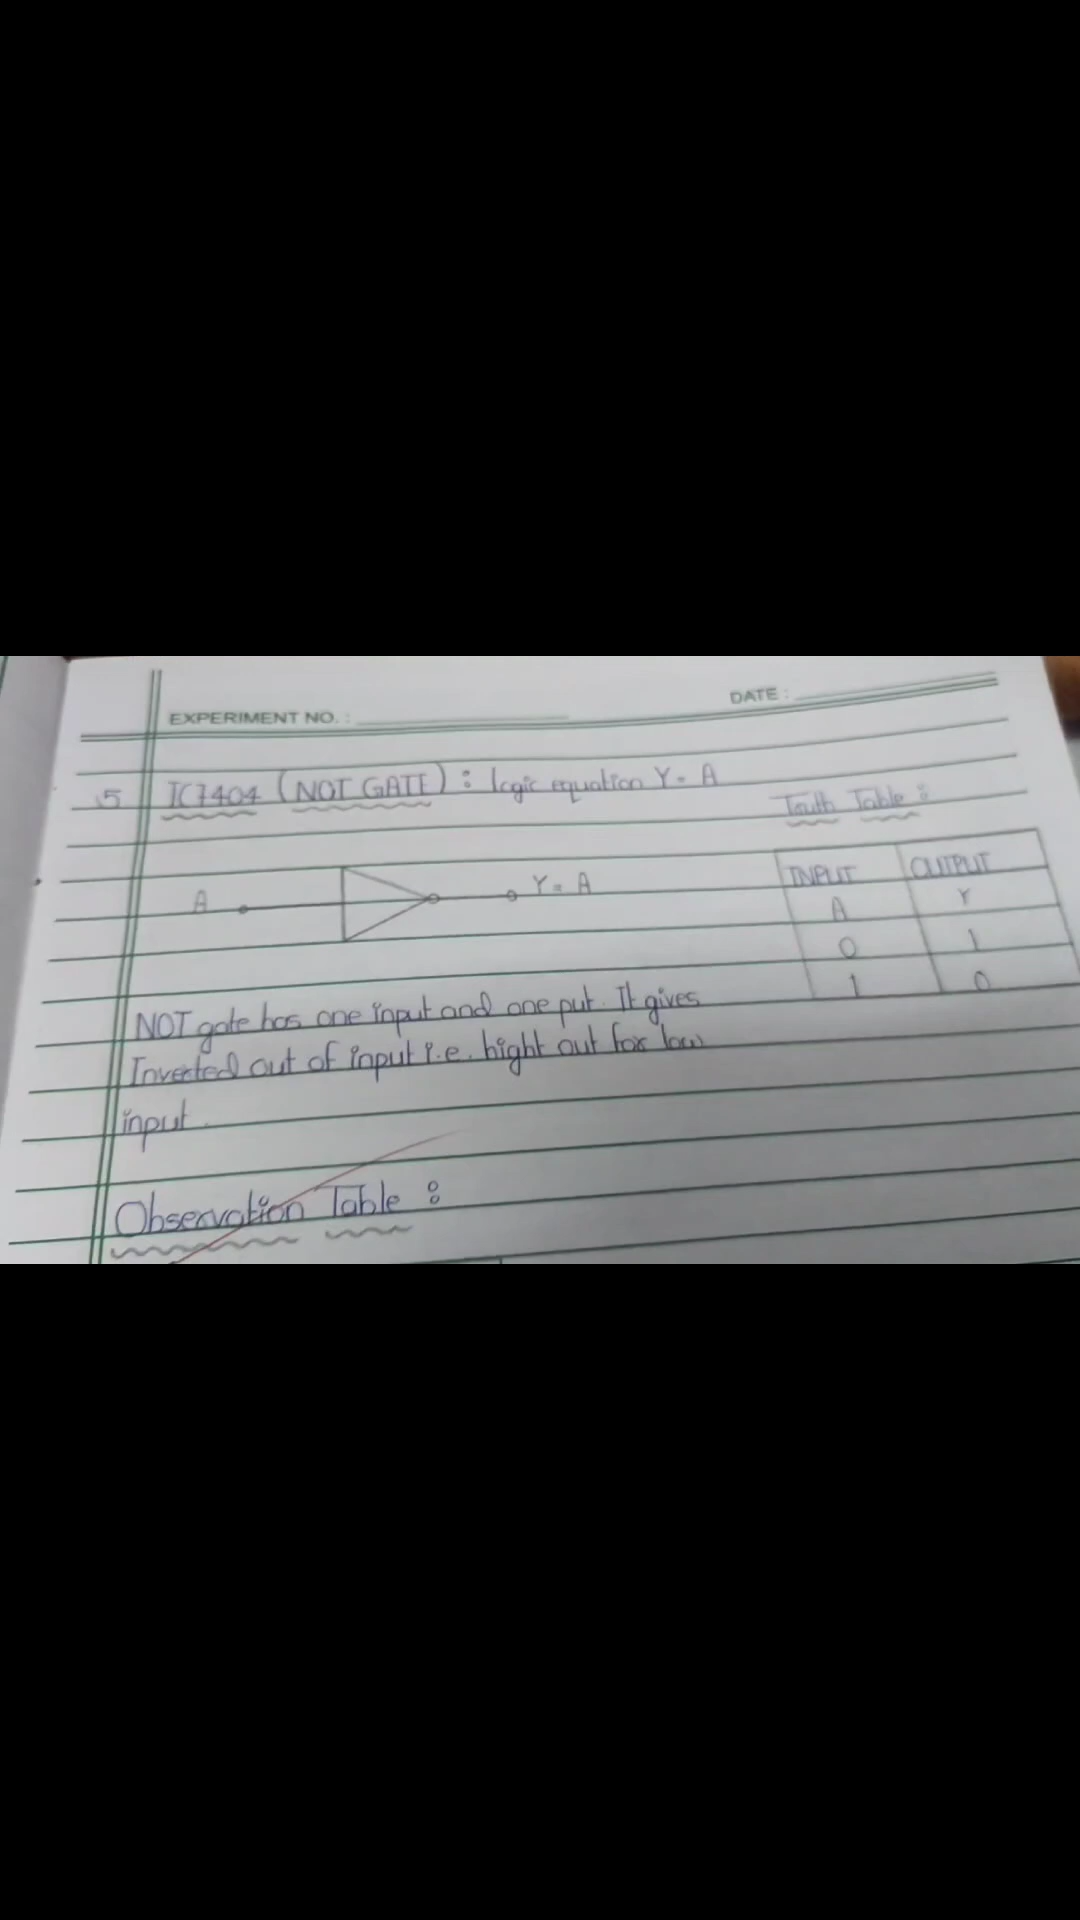 DATE :
EXPERIMENT NO. :
5 IC7404 (NOT GATE) : logic equation Y = A
Truth Table :
INPUT OUTPUT
A Y
0 1
1 0
A Y = A
NOT gate has one input and one put. It gives
Inverted out of input i.e. hight out for low
input.
Observation Table :